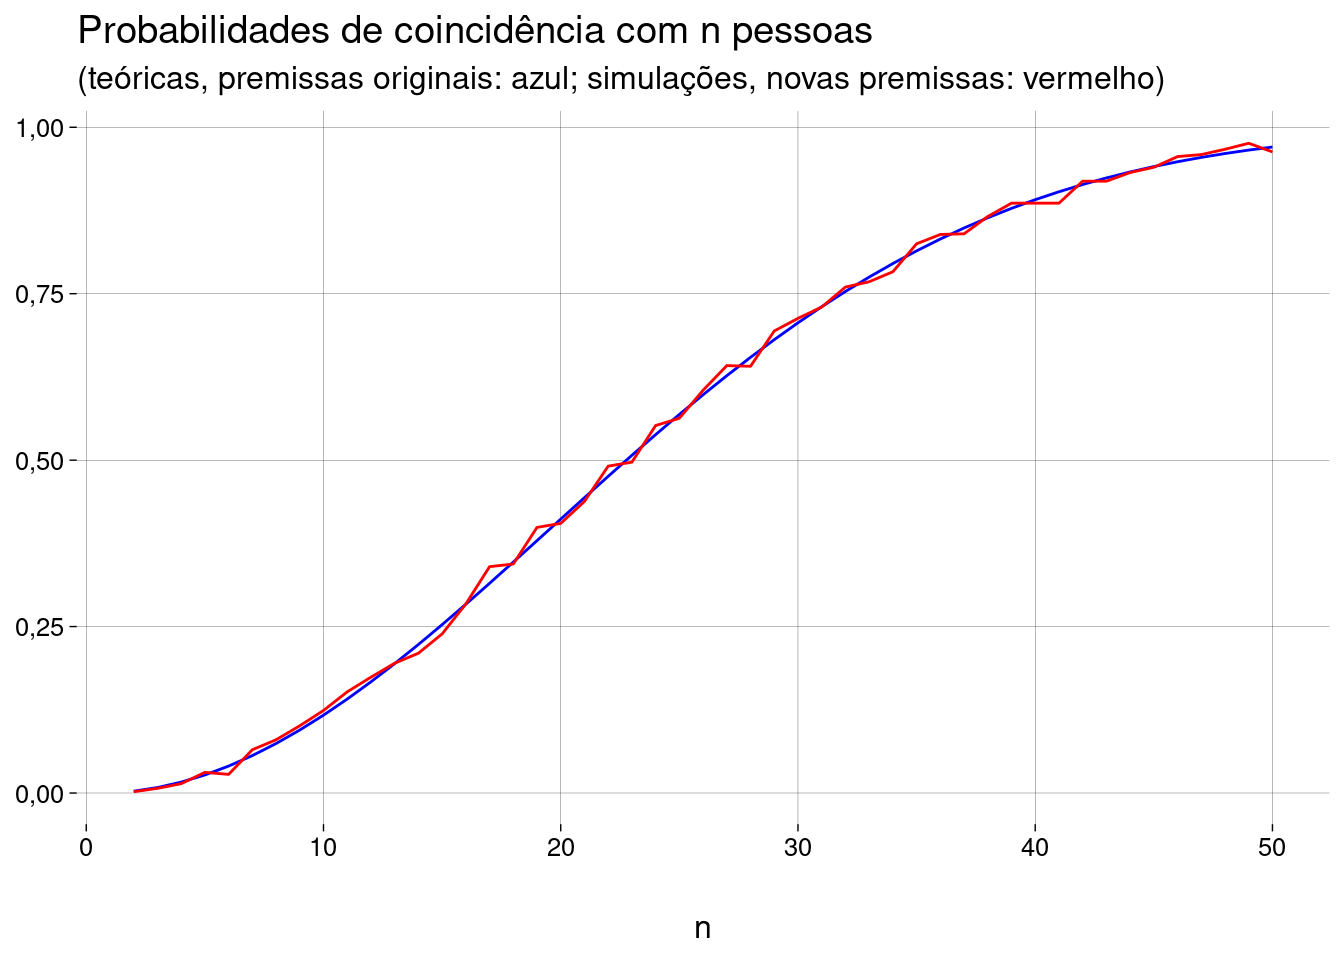 Probabilidades de coincidência com n pessoas
(teóricas, premissas originais: azul; simulações, novas premissas: vermelho)
1,00
0,75
0,50
0,25
0,00
0 10 20 30 40 50
n